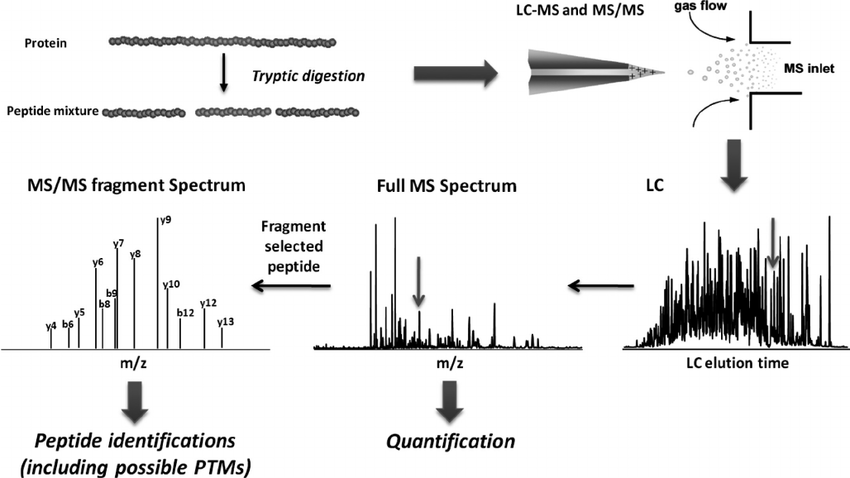 Protein
Tryptic digestion
Peptide mixture
LC-MS and MS/MS
gas flow
MS inlet
MS/MS fragment Spectrum
Full MS Spectrum
LC
Fragment
selected
peptide
y4
b6
y5
y6
b8
b9
y7
y8
y9
y10
b12
y12
y13
m/z
m/z
LC elution time
Peptide identifications
(including possible PTMs)
Quantification